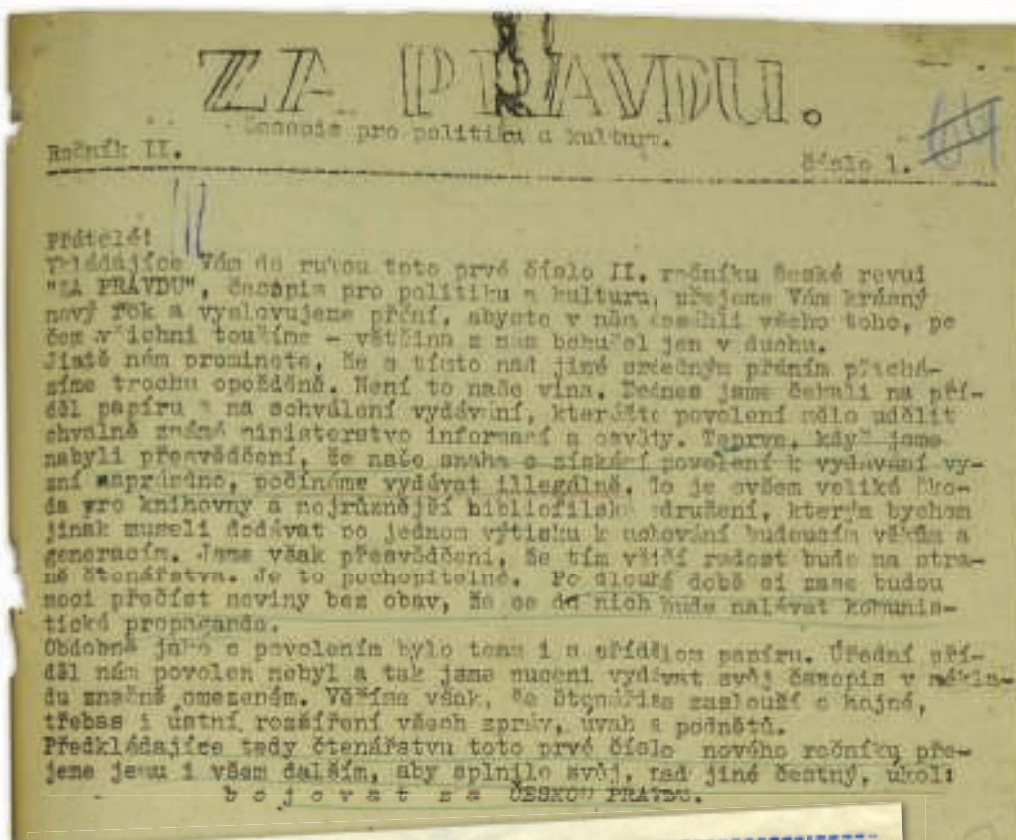 ZA PRAVDU.
Časopis pro politiku a kulturu.
Ročník II.
číslo 1.
Přátelé!
Vkládajíce Vám do rukou toto prvé číslo II. ročníku české revui
"ZA PRAVDU", časopis pro politiku a kulturu, přejeme Vám krásný
nový rok a vyslovujeme přání, abyste v něm dosáhli všeho toho, po
čem všichni toužíme - většina z nás bohužel jen v duchu.
Jistě nám prominete, že s tímto nad jiné srdečným přáním přichá-
zíme trochu opožděně. Není to naše vina. Dodnes jsme čekali na pří-
děl papíru a na schválení vydávání, kteréžto povolení mělo udělit
chvalně známé ministerstvo informací a osvěty. Teprve, když jsme
nabyli přesvědčení, že naše snaha o získání povolení k vydávání vy-
zní naprázdno, počínáme vydávat illegálně. To je ovšem veliká ško-
da pro knihovny a nejrůznější bibliofilská sdružení, kterým bychom
jinak museli dodávat po jednom výtisku k uchování budoucím věkům a
generacím. Jsme však přesvědčeni, že tím větší radost bude na stra-
ně čtenářstva. Je to pochopitelné. Po dlouhé době si zase budou
moci přečíst noviny bez obav, že se do nich bude nalévat komunis-
tická propaganda.
Obdobně jako s povolením bylo tomu i s přídělem papíru. Úřední pří-
děl nám povolen nebyl a tak jsme nuceni vydávat svůj časopis v nákla-
du značně omezeném. Věříme však, že čtenářstvo zaslouží o hojné,
třebas i ústní rozšíření všech zpráv, úvah a podnětů.
Předkládajíce tedy čtenářstvu toto prvé číslo nového ročníku pře-
jeme jemu i všem dalším, aby splnilo svůj, nad jiné čestný, úkol:
b o j o v a t z a ČESKOU PRAVDU.